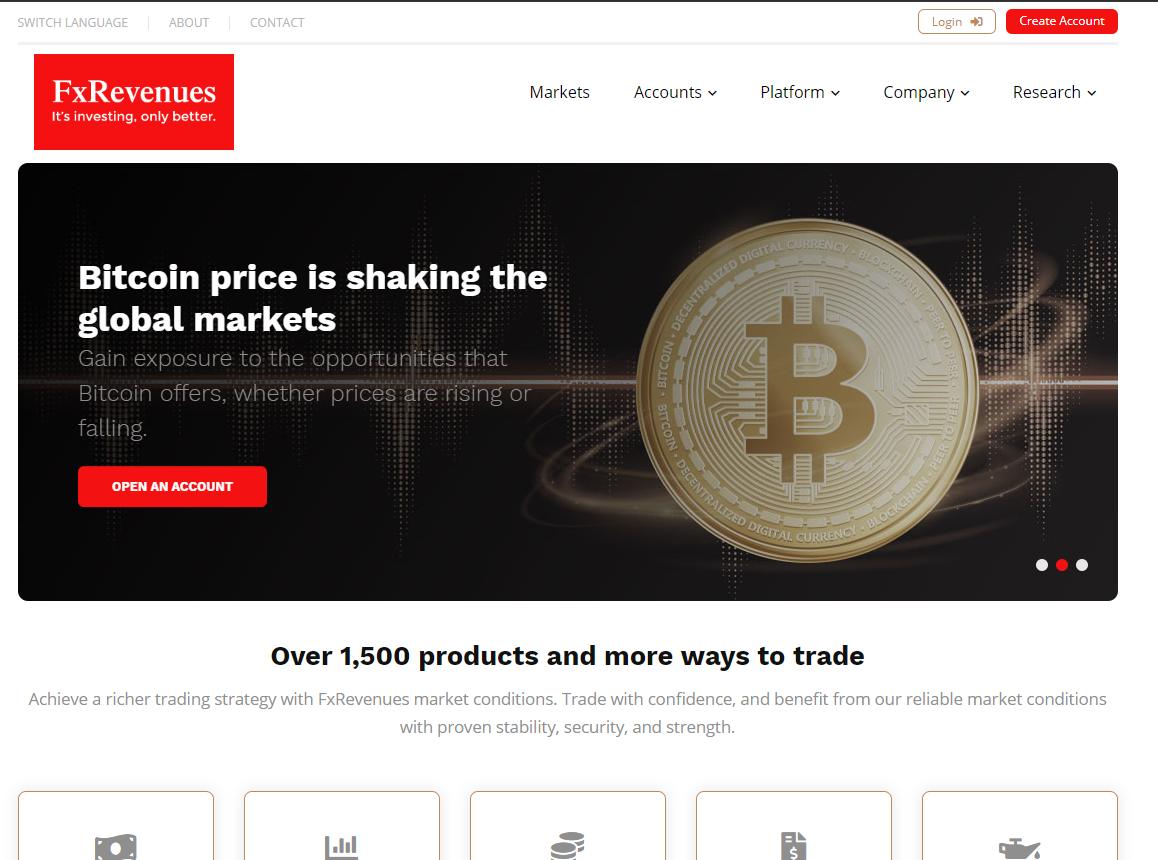 SWITCH LANGUAGE
ABOUT
CONTACT
Login
Create Account
FxRevenues
It's investing, only better.
Markets
Accounts
Platform
Company
Research
Bitcoin price is shaking the
global markets
Gain exposure to the opportunities that
Bitcoin offers, whether prices are rising or
falling.
OPEN AN ACCOUNT
BITCOIN • DECENTRALIZED DIGITAL CURRENCY • BLOCKCHAIN • PEER TO PEER
BITCOIN • DECENTRALIZED DIGITAL CURRENCY • BLOCKCHAIN • PEER TO PEER
Over 1,500 products and more ways to trade
Achieve a richer trading strategy with FxRevenues market conditions. Trade with confidence, and benefit from our reliable market conditions
with proven stability, security, and strength.